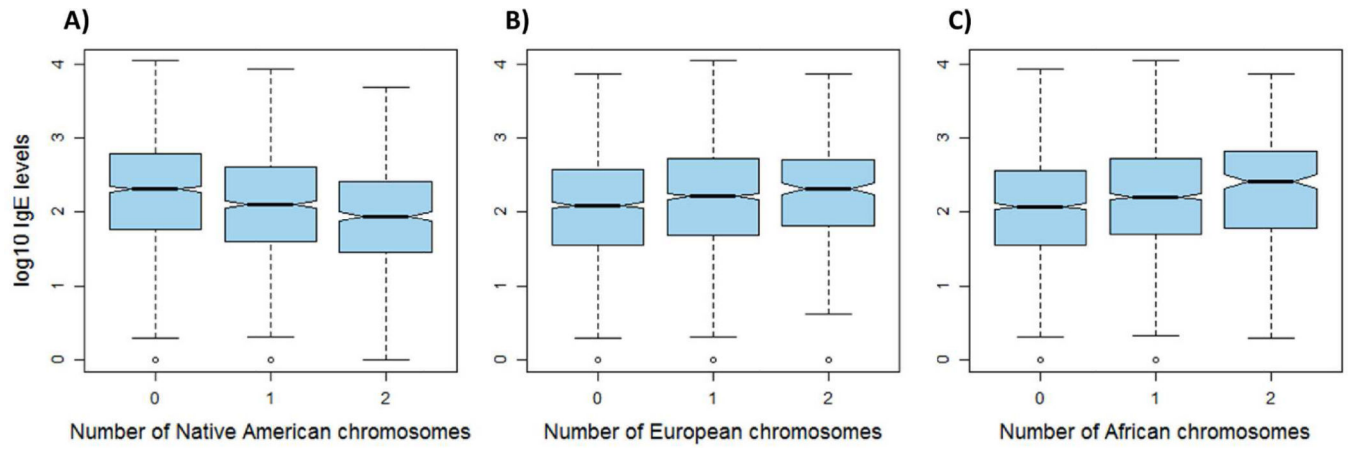 A)
B)
C)
log10 IgE levels
4
3
2
1
0
0 1 2
Number of Native American chromosomes
4
3
2
1
0
0 1 2
Number of European chromosomes
4
3
2
1
0
0 1 2
Number of African chromosomes